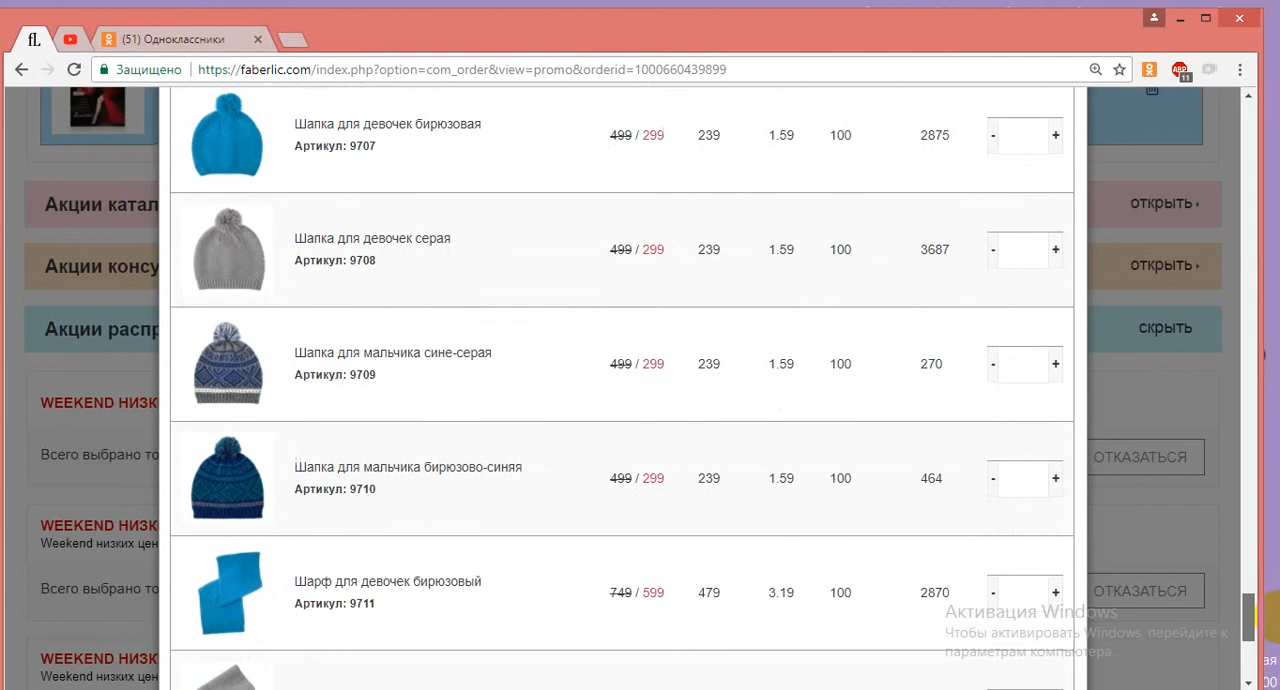 fL
(51) Одноклассники
Защищено https://faberlic.com/index.php?option=com_order&view=promo&orderid=1000660439899
ABP
11
Шапка для девочек бирюзовая
Артикул: 9707
499 / 299 239 1.59 100 2875 - +
Акции катал
открыть
Шапка для девочек серая
Артикул: 9708
499 / 299 239 1.59 100 3687 - +
Акции консу
открыть
Акции распр
скрыть
Шапка для мальчика сине-серая
Артикул: 9709
499 / 299 239 1.59 100 270 - +
WEEKEND НИЗК
Всего выбрано то
ОТКАЗАТЬСЯ
Шапка для мальчика бирюзово-синяя
Артикул: 9710
499 / 299 239 1.59 100 464 - +
WEEKEND НИЗК
Weekend низких цен
Всего выбрано то
ОТКАЗАТЬСЯ
Шарф для девочек бирюзовый
Артикул: 9711
749 / 599 479 3.19 100 2870 - +
Активация Windows
Чтобы активировать Windows, перейдите к
параметрам компьютера.
WEEKEND НИЗК
Weekend низких цен
ая
00